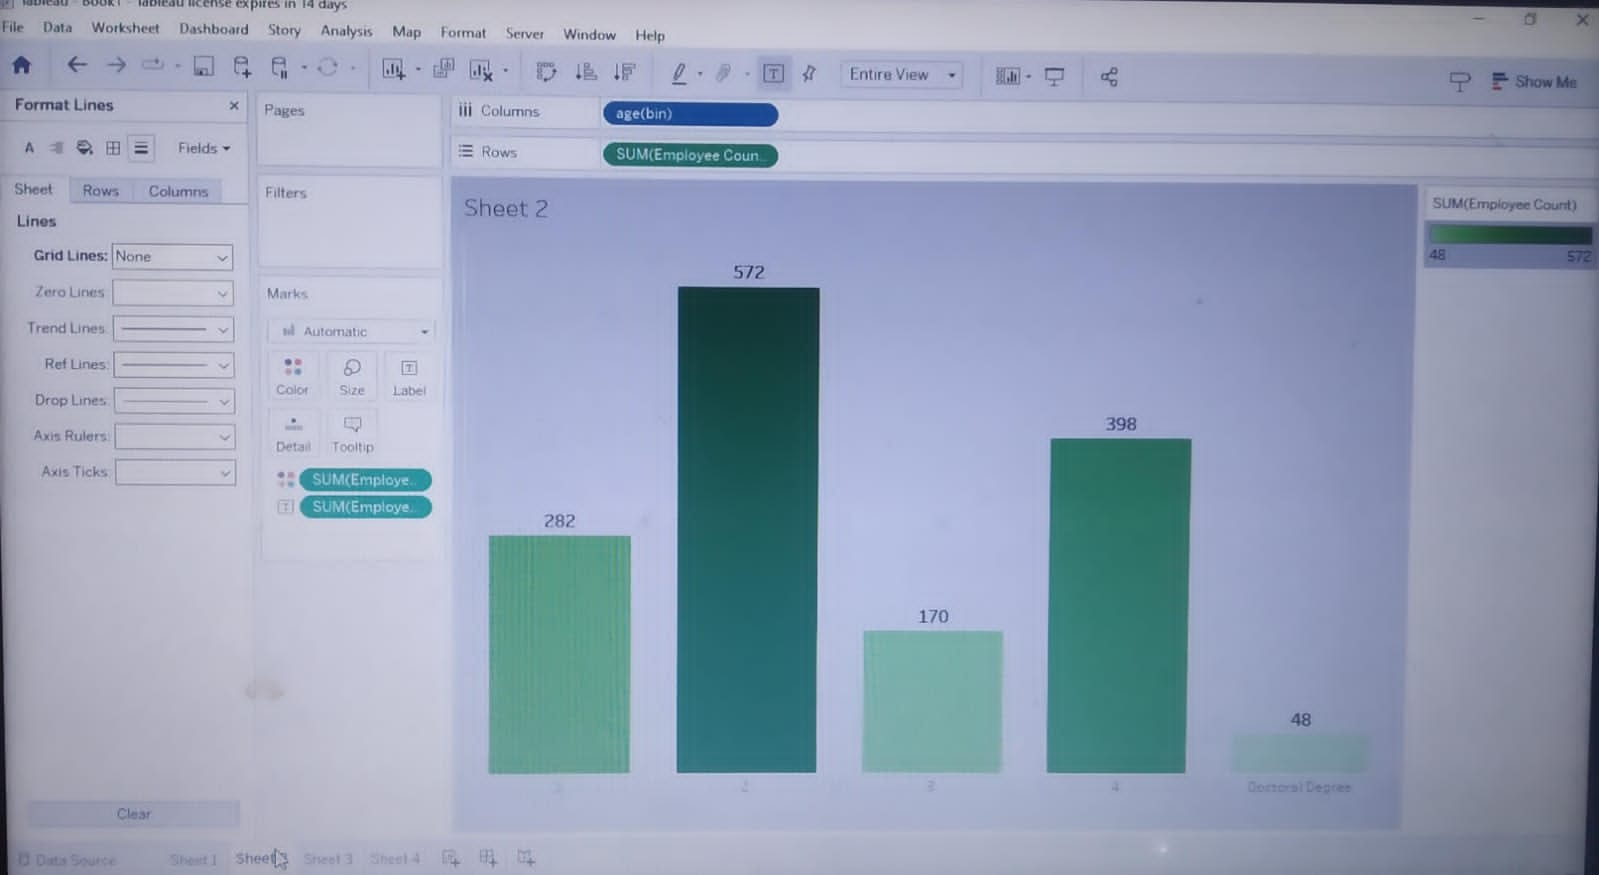 Tableau - Book1 - Tableau license expires in 14 days
File Data Worksheet Dashboard Story Analysis Map Format Server Window Help
Entire View
Show Me
Format Lines
Fields
Sheet Rows Columns
Lines
Grid Lines: None
Zero Lines
Trend Lines:
Ref Lines:
Drop Lines:
Axis Rulers:
Axis Ticks:
Clear
Pages
Filters
Marks
Automatic
Color Size Label
Detail Tooltip
SUM(Employe..
SUM(Employe..
Columns age(bin)
Rows SUM(Employee Coun..
Sheet 2
572
398
282
170
48
2 3 4 Doctoral Degree
SUM(Employee Count)
48 572
Data Source Sheet 1 Sheet Sheet 3 Sheet 4